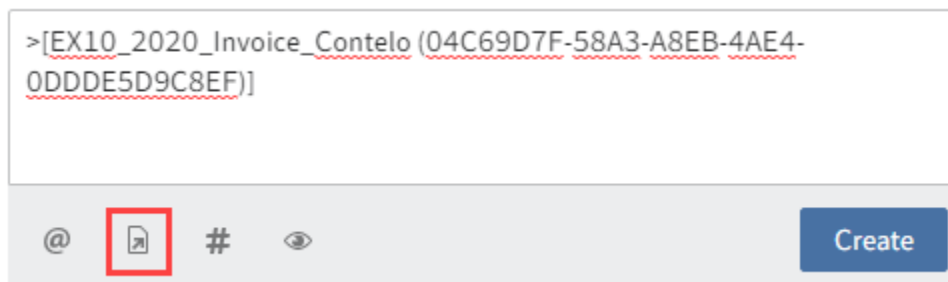 >[EX10_2020_Invoice_Contelo (04C69D7F-58A3-A8EB-4AE4-
0DDDE5D9C8EF)]
@ # Create